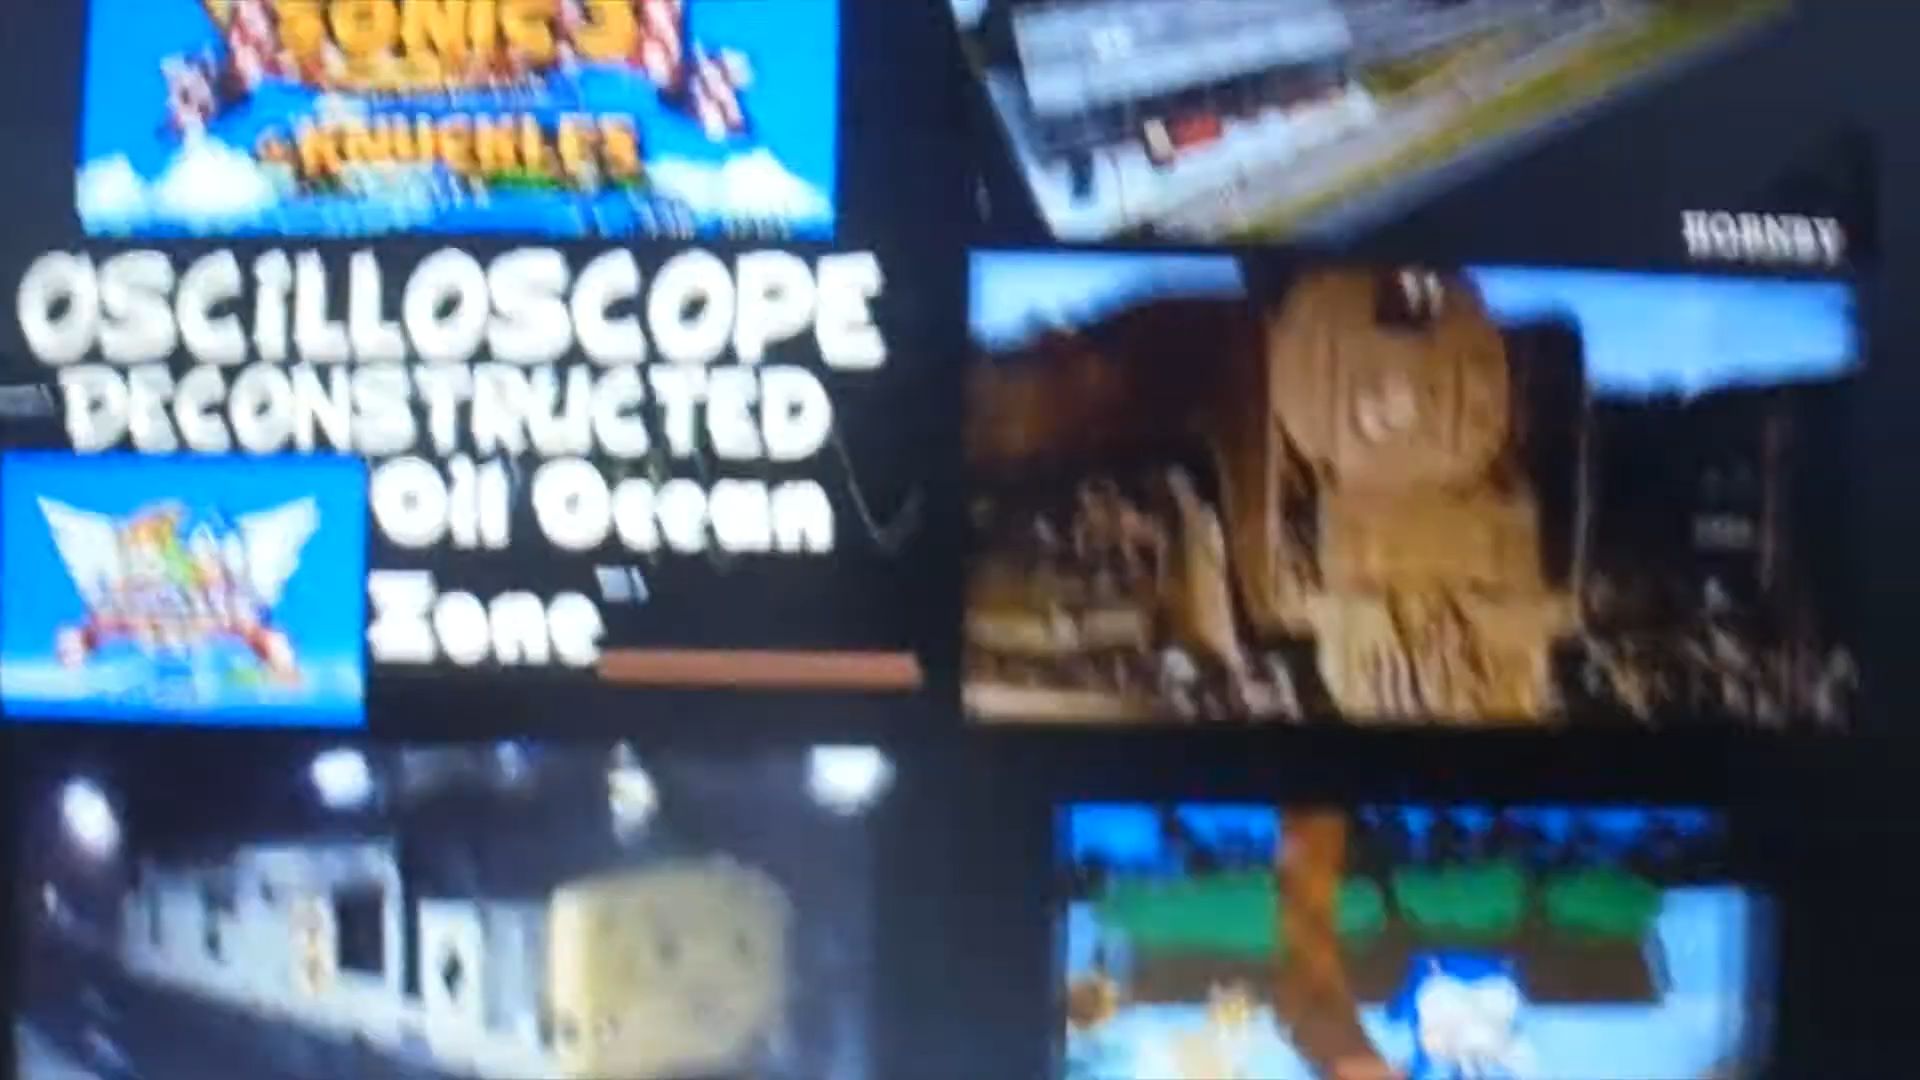 SONIC 3
& KNUCKLES
HORNBY
OSCILLOSCOPE
DECONSTRUCTED
Oil Ocean
Zone